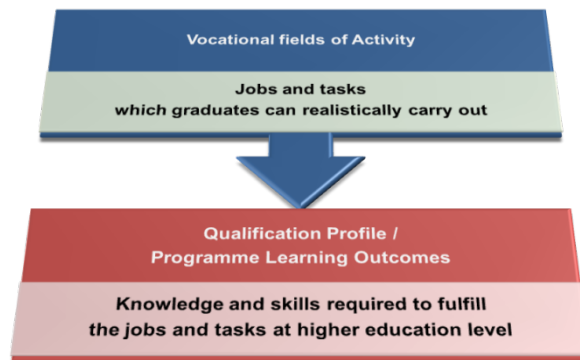 Vocational fields of Activity
Jobs and tasks
which graduates can realistically carry out
Qualification Profile /
Programme Learning Outcomes
Knowledge and skills required to fulfill
the jobs and tasks at higher education level